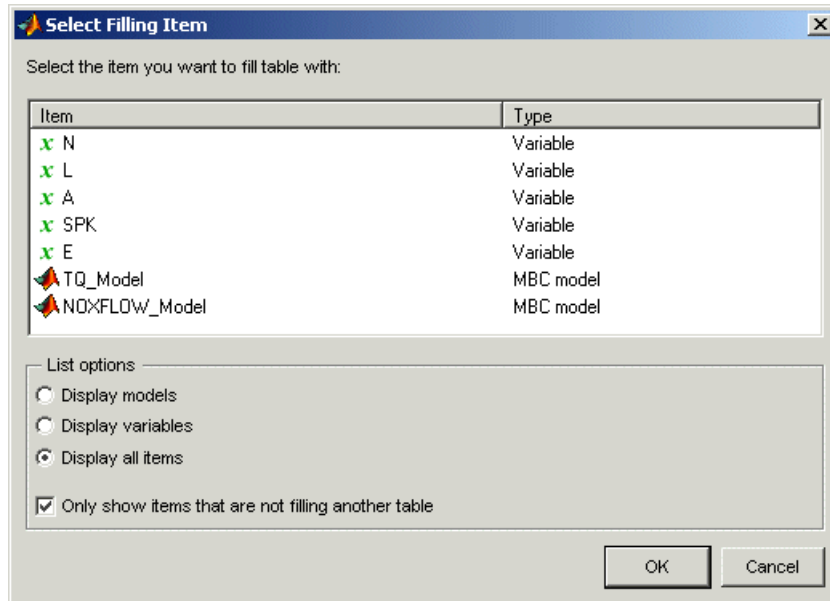 Select Filling Item
Select the item you want to fill table with:
Item Type
x N Variable
x L Variable
x A Variable
x SPK Variable
x E Variable
TQ_Model MBC model
NOXFLOW_Model MBC model
List options
Display models
Display variables
Display all items
Only show items that are not filling another table
OK Cancel